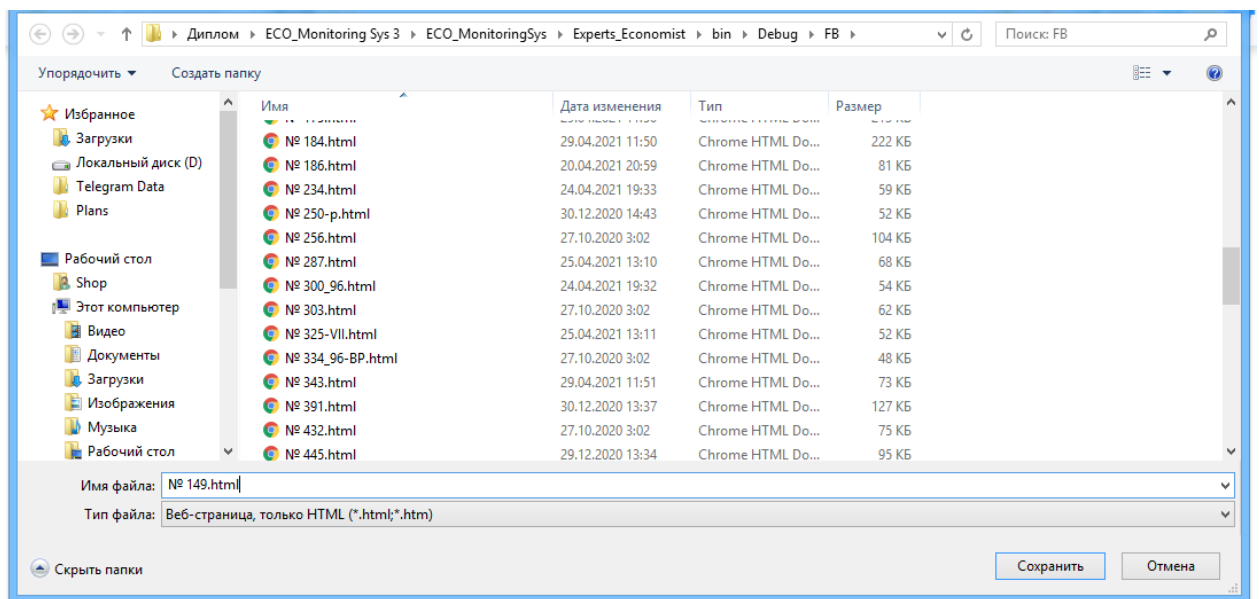 Диплом ECO_Monitoring Sys 3 ECO_MonitoringSys Experts_Economist bin Debug FB Поиск: FB
Упорядочить Создать папку
Имя Дата изменения Тип Размер
Избранное
Загрузки
Локальный диск (D)
Telegram Data
Plans
Рабочий стол
Shop
Этот компьютер
Видео
Документы
Загрузки
Изображения
Музыка
Рабочий стол
№ 184.html 29.04.2021 11:50 Chrome HTML Do... 222 КБ
№ 186.html 20.04.2021 20:59 Chrome HTML Do... 81 КБ
№ 234.html 24.04.2021 19:33 Chrome HTML Do... 59 КБ
№ 250-р.html 30.12.2020 14:43 Chrome HTML Do... 52 КБ
№ 256.html 27.10.2020 3:02 Chrome HTML Do... 104 КБ
№ 287.html 25.04.2021 13:10 Chrome HTML Do... 68 КБ
№ 300_96.html 24.04.2021 19:32 Chrome HTML Do... 54 КБ
№ 303.html 27.10.2020 3:02 Chrome HTML Do... 62 КБ
№ 325-VII.html 25.04.2021 13:11 Chrome HTML Do... 52 КБ
№ 334_96-ВР.html 27.10.2020 3:02 Chrome HTML Do... 48 КБ
№ 343.html 29.04.2021 11:51 Chrome HTML Do... 73 КБ
№ 391.html 30.12.2020 13:37 Chrome HTML Do... 127 КБ
№ 432.html 27.10.2020 3:02 Chrome HTML Do... 75 КБ
№ 445.html 29.12.2020 13:34 Chrome HTML Do... 95 КБ
Имя файла: № 149.html
Тип файла: Веб-страница, только HTML (*.html;*.htm)
Скрыть папки Сохранить Отмена